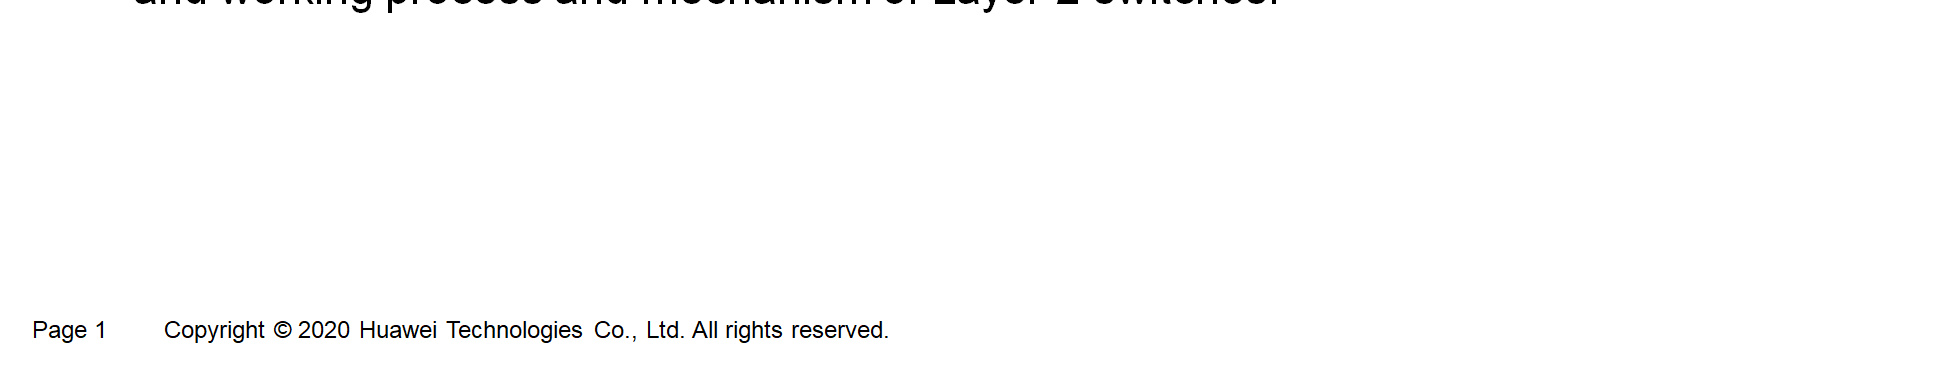 and working process and mechanism of Layer 2 switches.
Page 1 Copyright © 2020 Huawei Technologies Co., Ltd. All rights reserved.